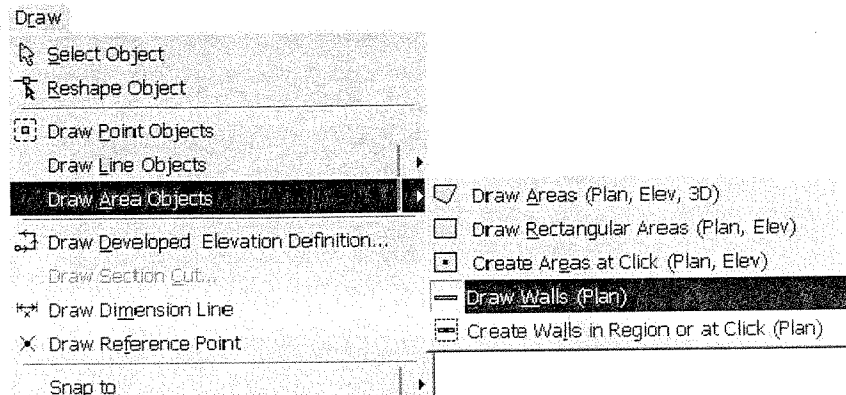 Draw
Select Object
Reshape Object
Draw Point Objects
Draw Line Objects
Draw Area Objects
Draw Developed Elevation Definition...
Draw Section Cut...
Draw Dimension Line
Draw Reference Point
Snap to
Draw Areas (Plan, Elev, 3D)
Draw Rectangular Areas (Plan, Elev)
Create Areas at Click (Plan, Elev)
Draw Walls (Plan)
Create Walls in Region or at Click (Plan)